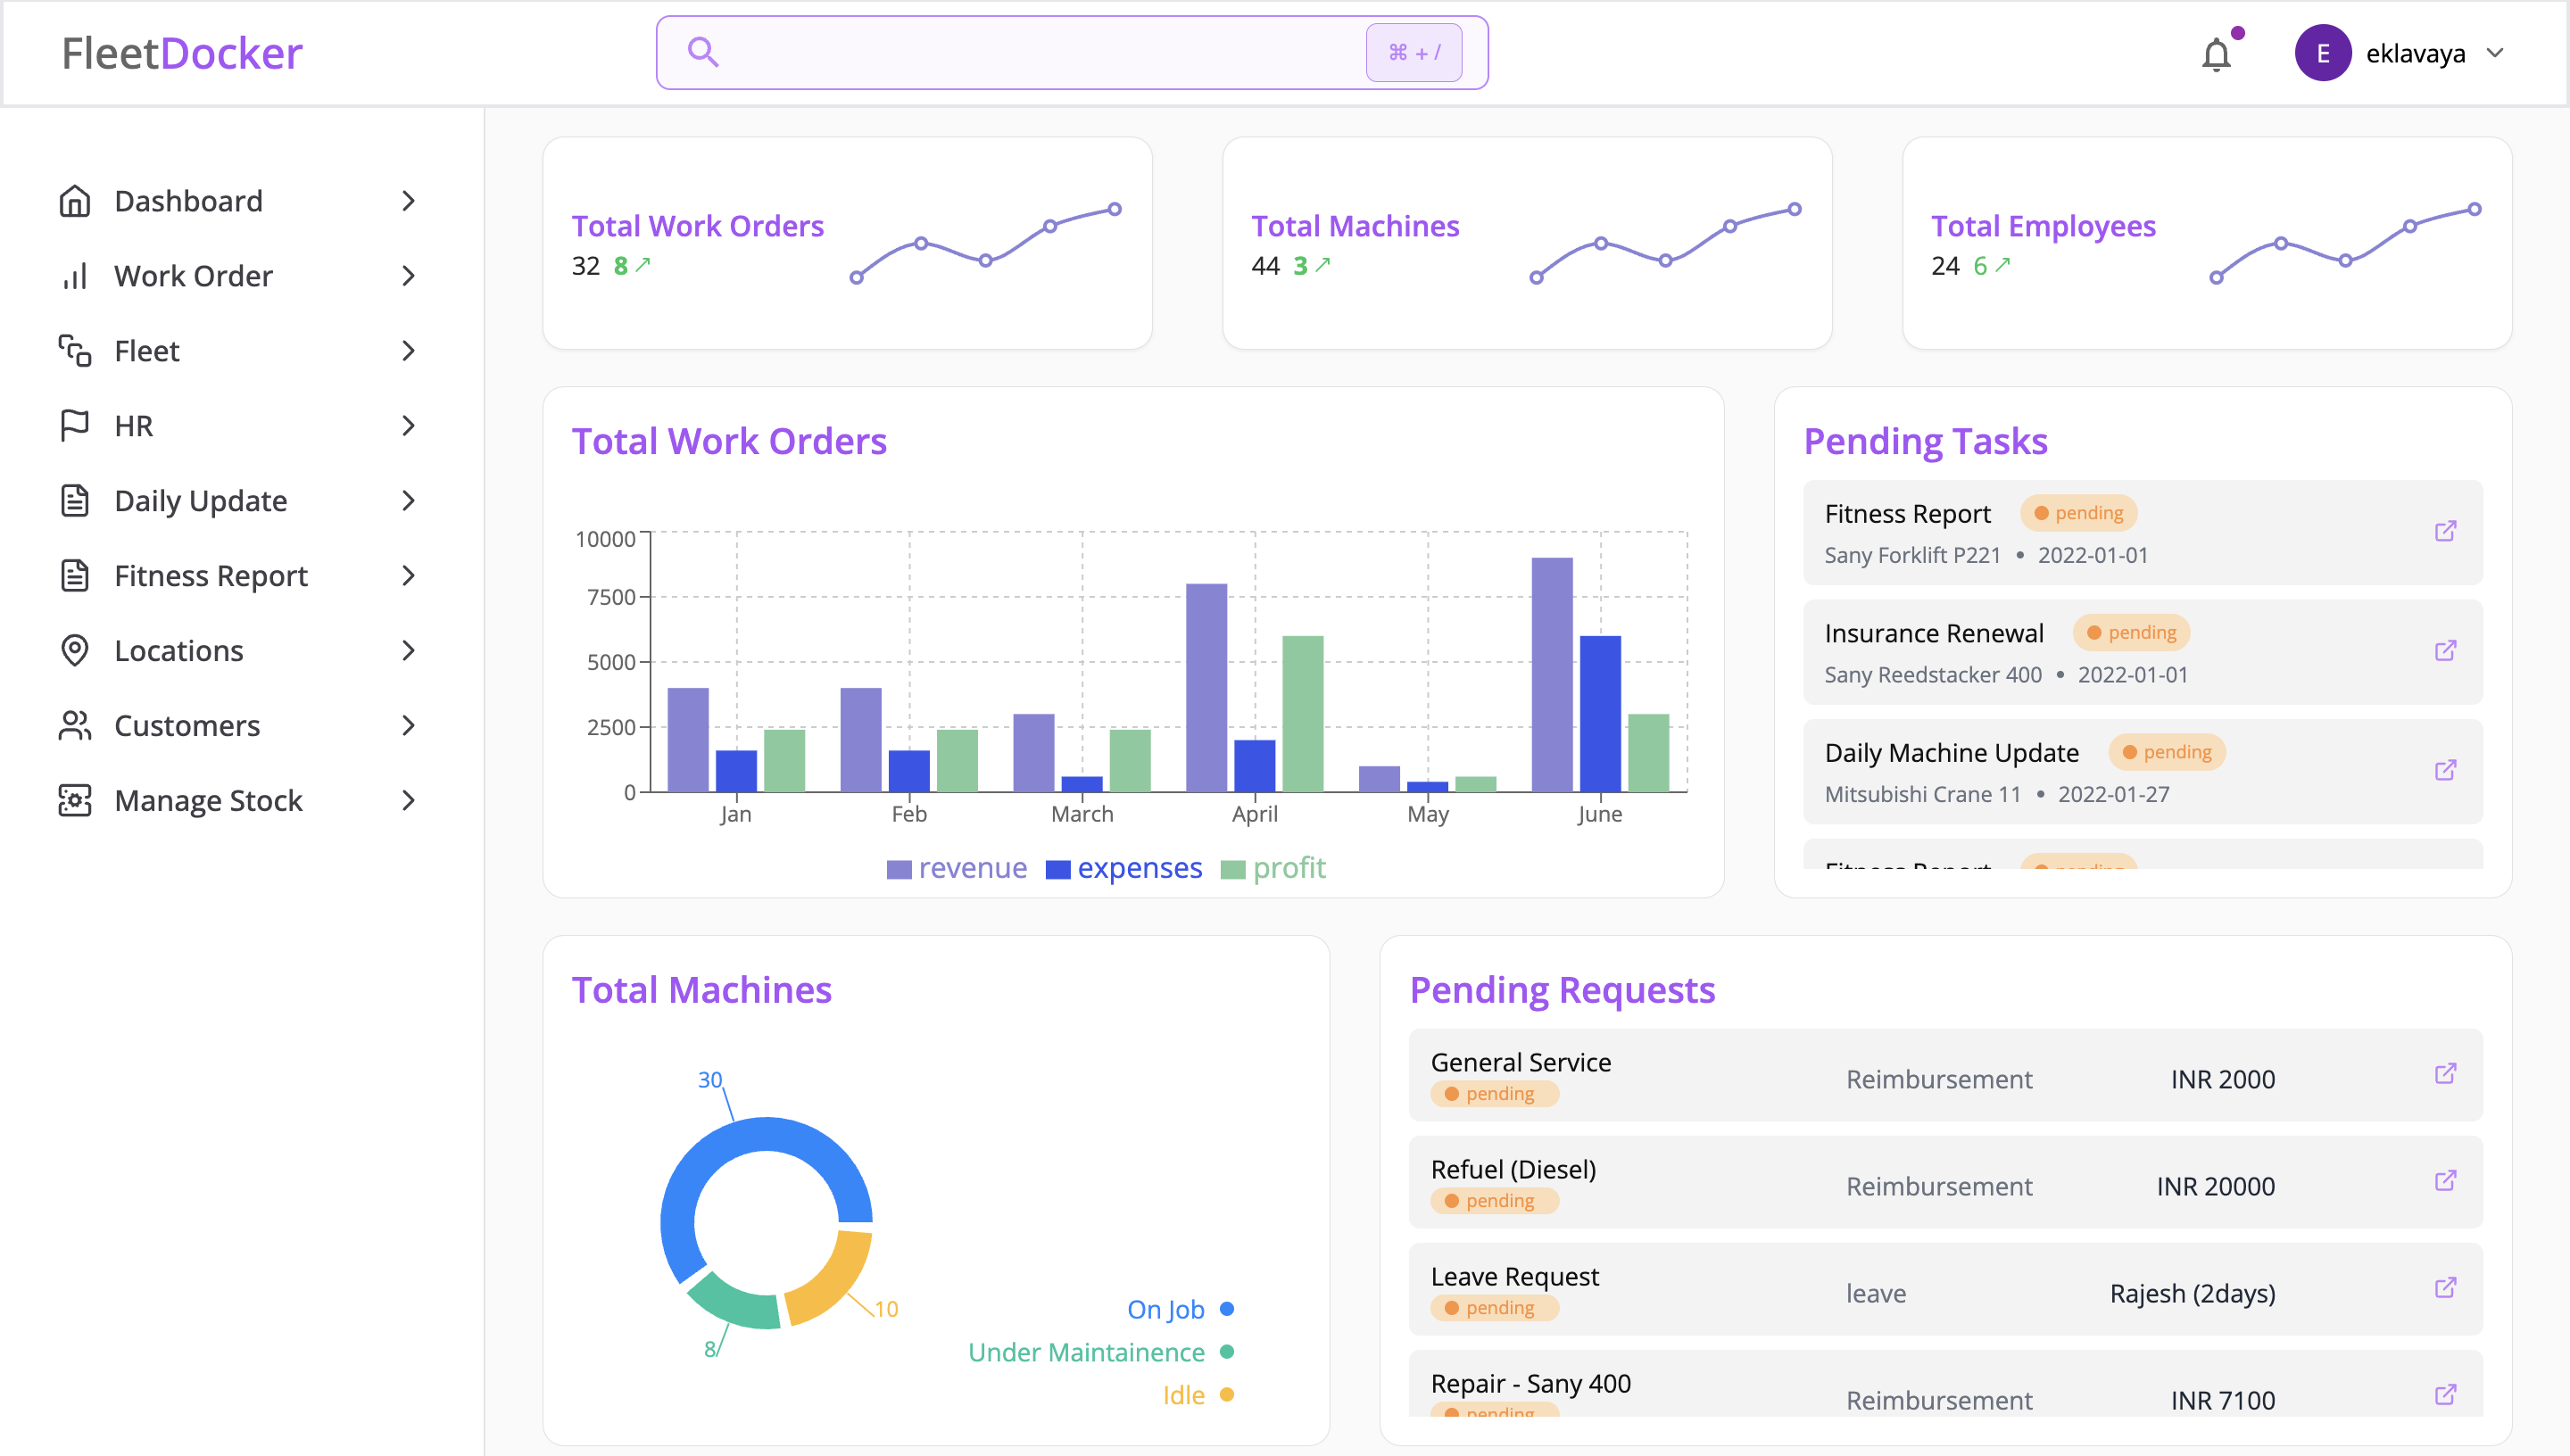 FleetDocker
⌘ + /
E eklavaya
Dashboard
Work Order
Fleet
HR
Daily Update
Fitness Report
Locations
Customers
Manage Stock
Total Work Orders
32 8 ↗
Total Machines
44 3 ↗
Total Employees
24 6 ↗
Total Work Orders
10000
7500
5000
2500
0
Jan Feb March April May June
revenue expenses profit
Pending Tasks
Fitness Report pending
Sany Forklift P221 • 2022-01-01
Insurance Renewal pending
Sany Reedstacker 400 • 2022-01-01
Daily Machine Update pending
Mitsubishi Crane 11 • 2022-01-27
Fitness Report pending
Total Machines
30
10
8
On Job
Under Maintainence
Idle
Pending Requests
General Service
pending
Reimbursement
INR 2000
Refuel (Diesel)
pending
Reimbursement
INR 20000
Leave Request
pending
leave
Rajesh (2days)
Repair - Sany 400
pending
Reimbursement
INR 7100